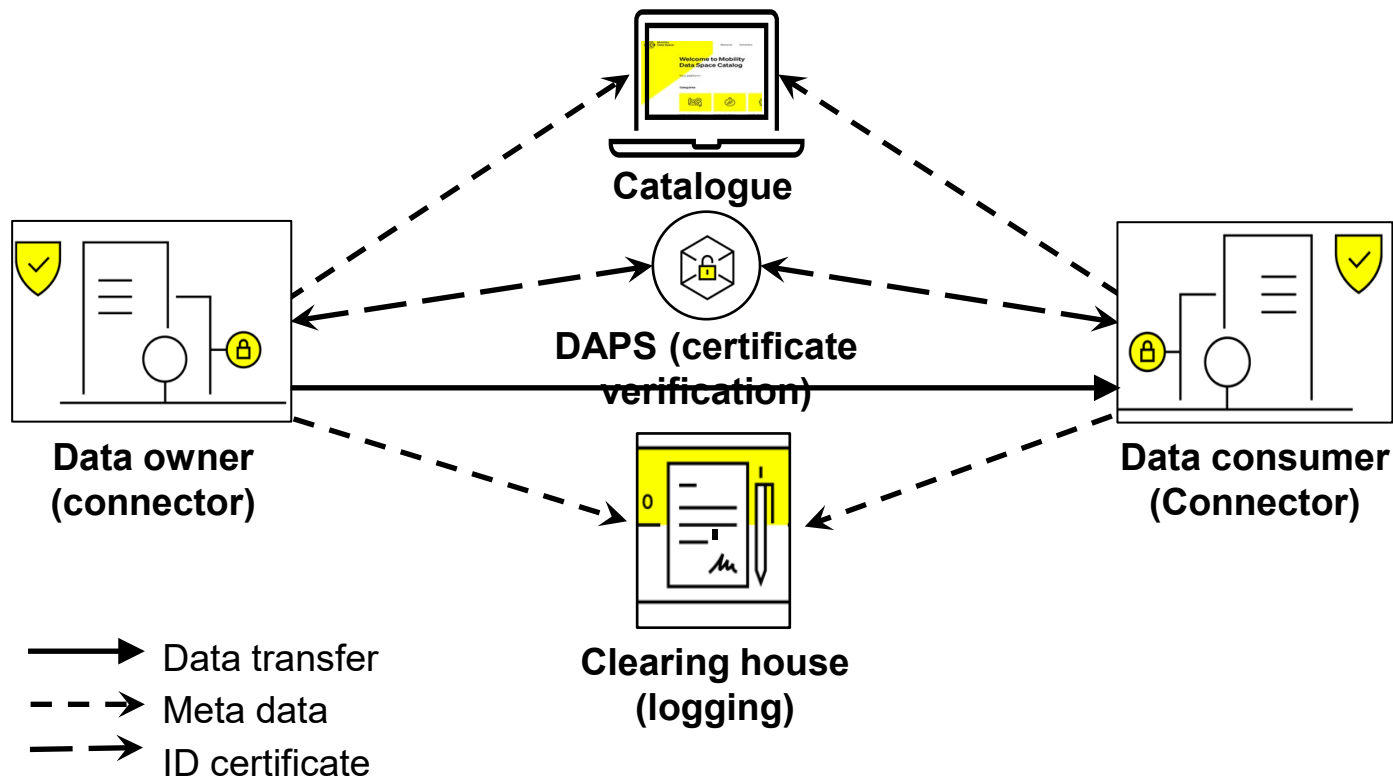 Welcome to Mobility
Data Space Catalog
Catalogue
DAPS (certificate
verification)
Data owner
(connector)
Data consumer
(Connector)
Clearing house
(logging)
Data transfer
Meta data
ID certificate